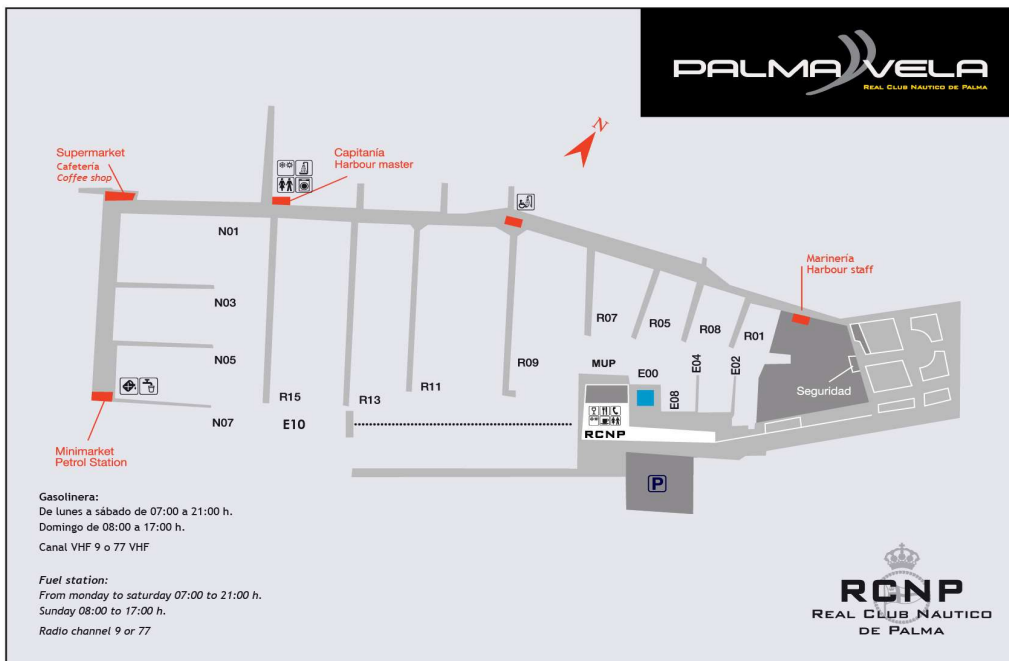 PALMAVELA
REAL CLUB NAUTICO DE PALMA
N
Supermarket
Cafetería
Coffee shop
Capitanía
Harbour master
Marinería
Harbour staff
N01
N03
N05
N07
R15
E10
R13
R11
R09
R07
R05
R08
R01
MUP
E00
E04
E02
E08
RCNP
Seguridad
P
Minimarket
Petrol Station
Gasolinera:
De lunes a sábado de 07:00 a 21:00 h.
Domingo de 08:00 a 17:00 h.
Canal VHF 9 o 77 VHF
Fuel station:
From monday to saturday 07:00 to 21:00 h.
Sunday 08:00 to 17:00 h.
Radio channel 9 or 77
RCNP
REAL CLUB NÁUTICO
DE PALMA